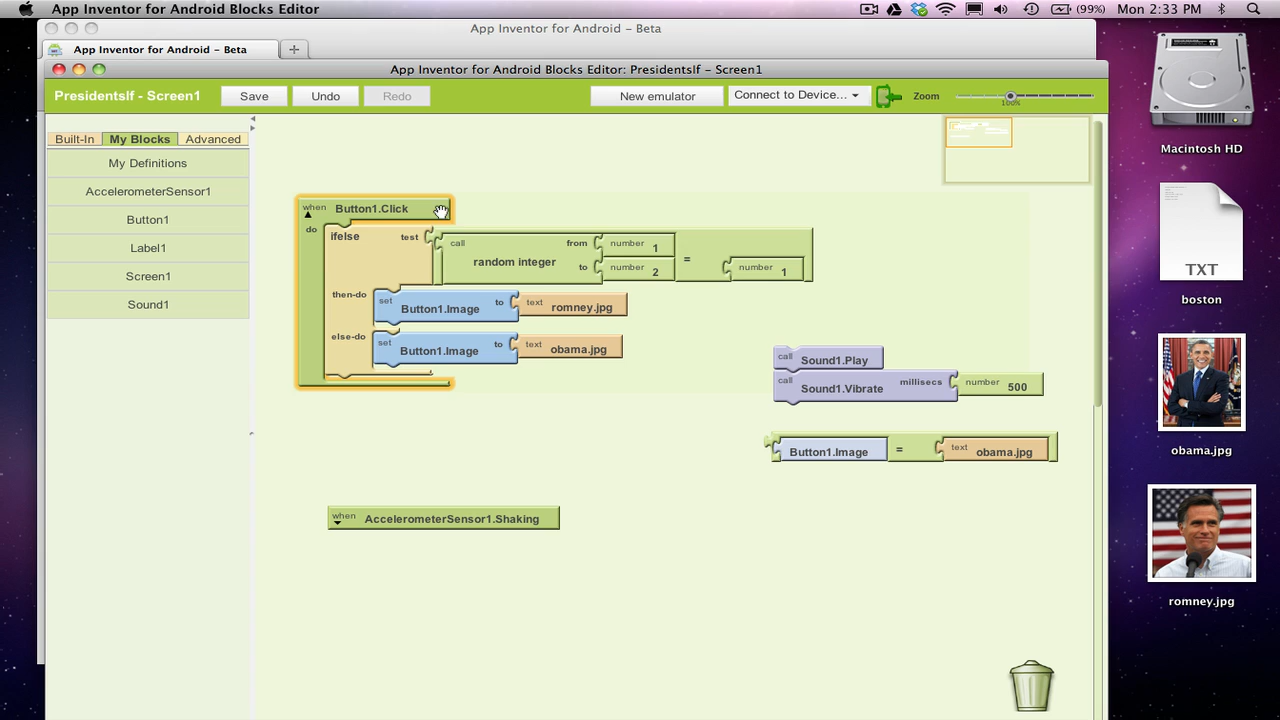 App Inventor for Android Blocks Editor
(99%) Mon 2:33 PM
App Inventor for Android – Beta
App Inventor for Android – Beta
App Inventor for Android Blocks Editor: PresidentsIf – Screen1
PresidentsIf - Screen1 Save Undo Redo New emulator Connect to Device... Zoom
100%
Built-In My Blocks Advanced
My Definitions
AccelerometerSensor1
Button1
Label1
Screen1
Sound1
when Button1.Click
do ifelse test call random integer from number 1 to number 2 = number 1
then-do set Button1.Image to text romney.jpg
else-do set Button1.Image to text obama.jpg
call Sound1.Play
call Sound1.Vibrate millisecs number 500
Button1.Image = text obama.jpg
when AccelerometerSensor1.Shaking
Macintosh HD
TXT
boston
obama.jpg
romney.jpg